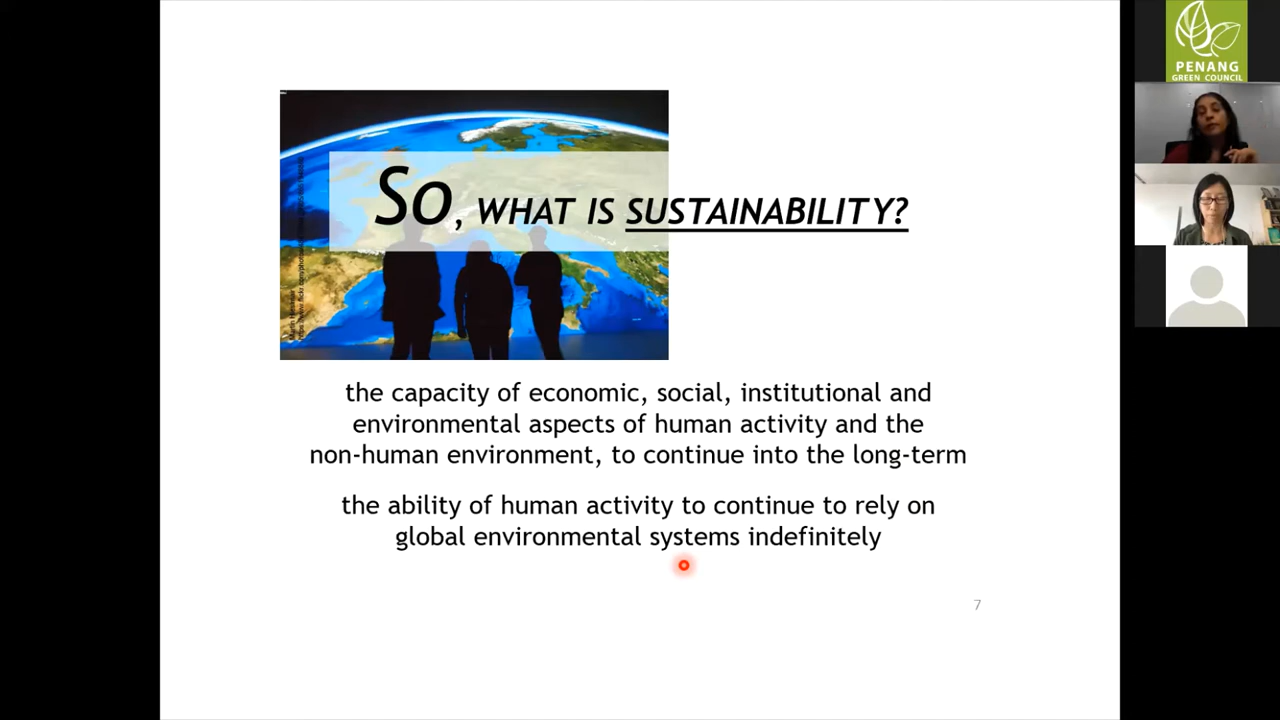 So, WHAT IS SUSTAINABILITY?
the capacity of economic, social, institutional and
environmental aspects of human activity and the
non-human environment, to continue into the long-term
the ability of human activity to continue to rely on
global environmental systems indefinitely
7
PENANG
GREEN COUNCIL